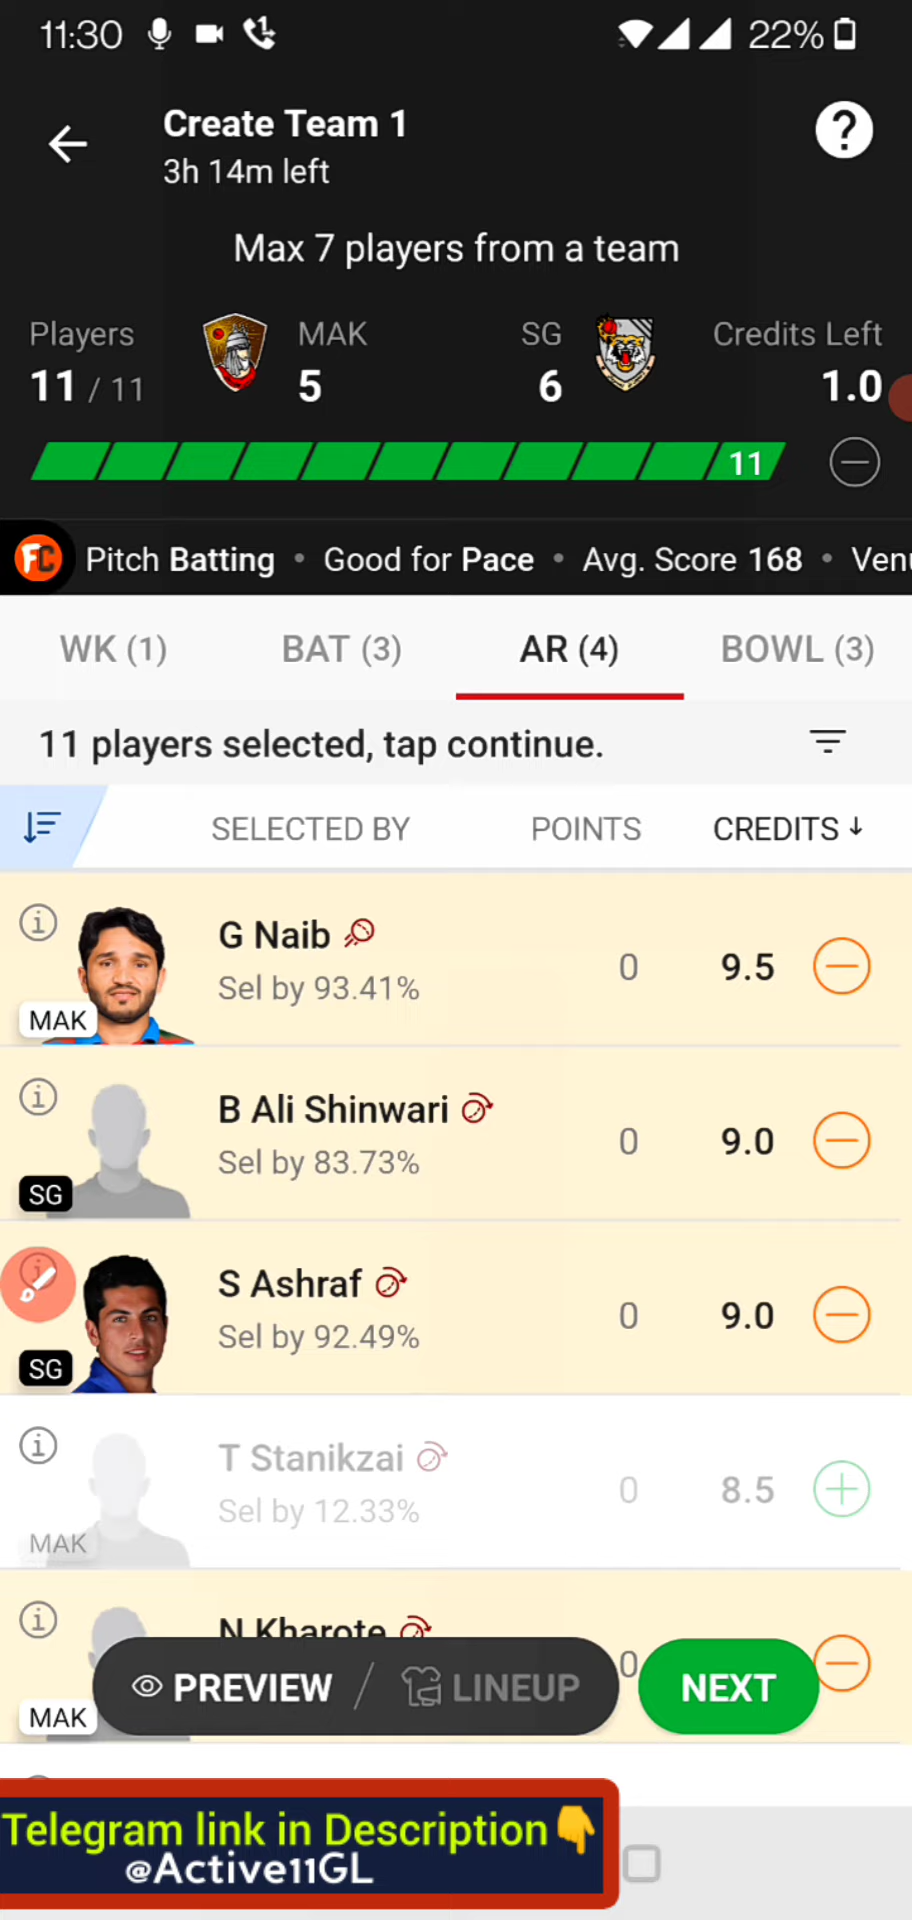 11:30 22%
Create Team 1
3h 14m left
Max 7 players from a team
Players MAK SG Credits Left
11 / 11 5 6 1.0
11
FC Pitch Batting • Good for Pace • Avg. Score 168 • Venu
WK (1) BAT (3) AR (4) BOWL (3)
11 players selected, tap continue.
SELECTED BY POINTS CREDITS ↓
G Naib
Sel by 93.41% 0 9.5
MAK
B Ali Shinwari
Sel by 83.73% 0 9.0
SG
S Ashraf
Sel by 92.49% 0 9.0
SG
T Stanikzai
Sel by 12.33% 0 8.5
MAK
N Kharote
0
PREVIEW / LINEUP NEXT
MAK
Telegram link in Description👇
@Active11GL